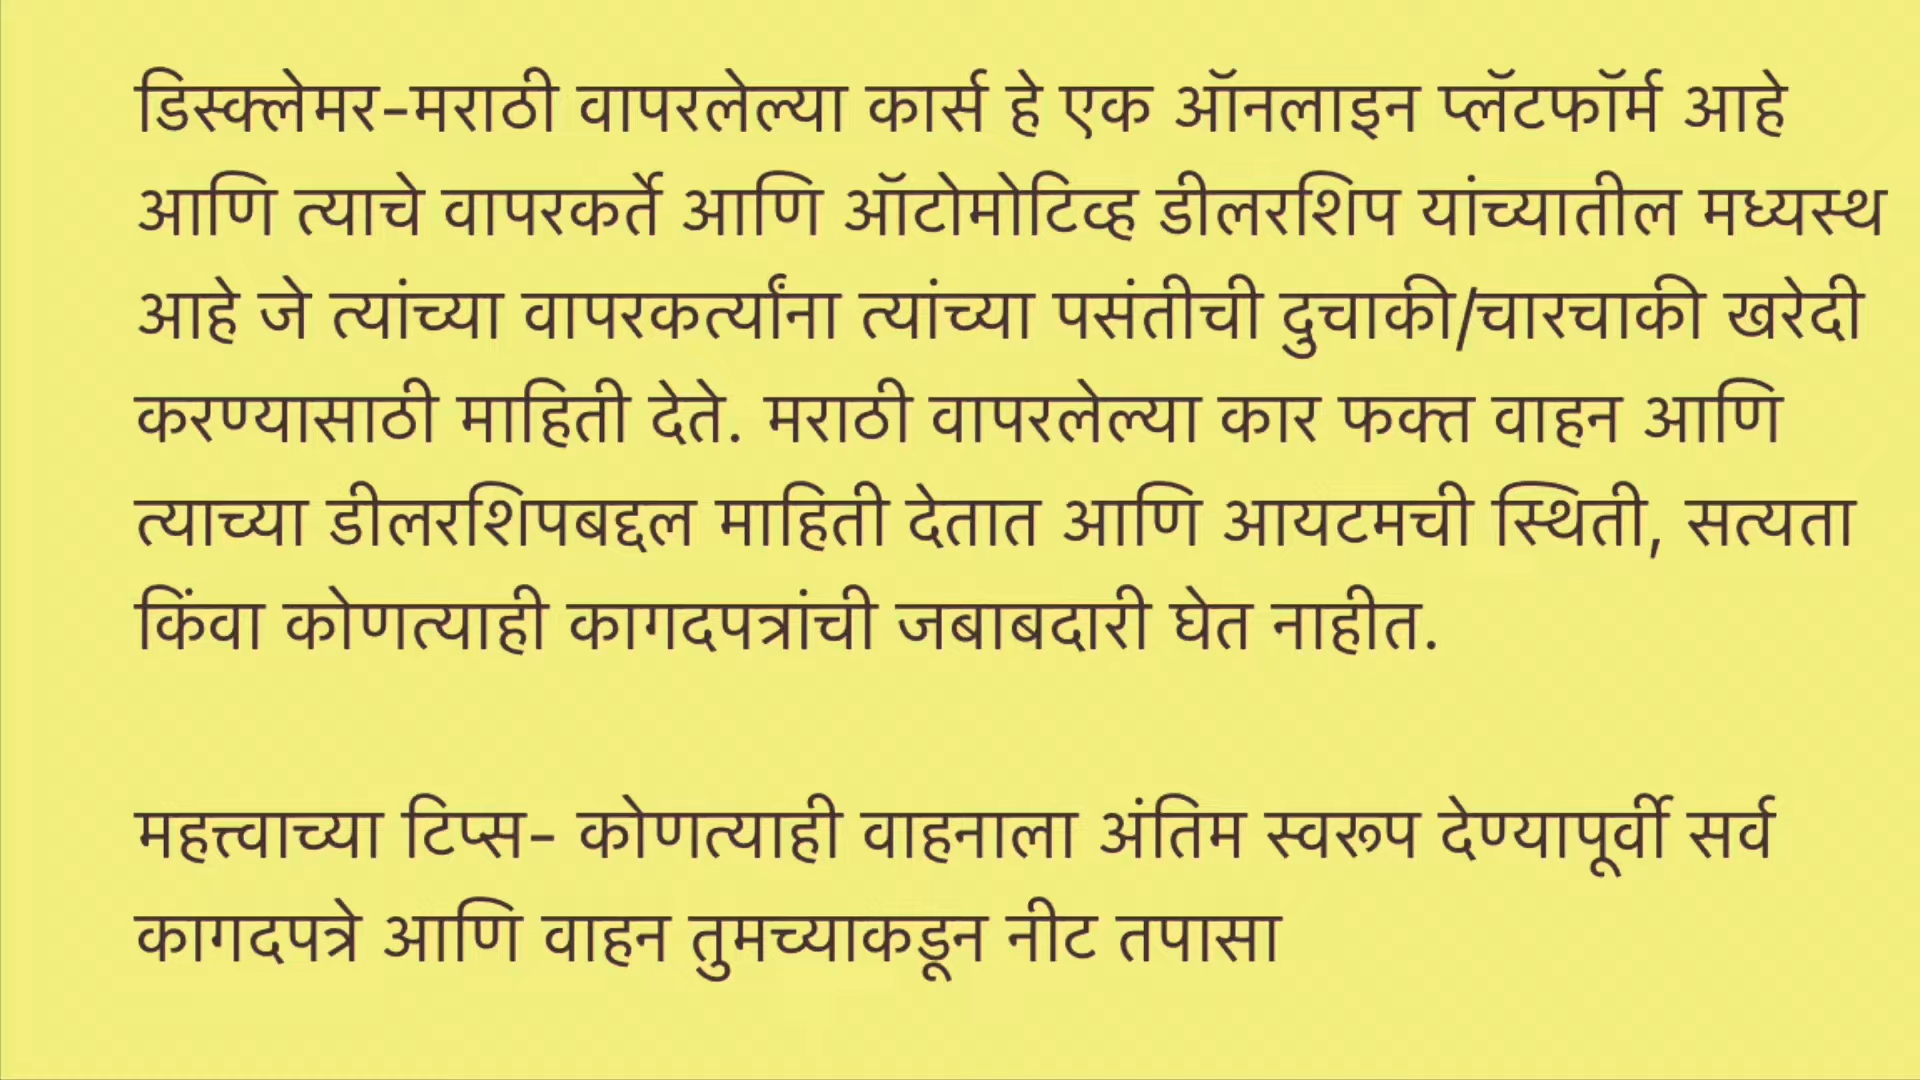 डिस्क्लेमर-मराठी वापरलेल्या कार्स हे एक ऑनलाइन प्लॅटफॉर्म आहे
आणि त्याचे वापरकर्ते आणि ऑटोमोटिव्ह डीलरशिप यांच्यातील मध्यस्थ
आहे जे त्यांच्या वापरकर्त्यांना त्यांच्या पसंतीची दुचाकी/चारचाकी खरेदी
करण्यासाठी माहिती देते. मराठी वापरलेल्या कार फक्त वाहन आणि
त्याच्या डीलरशिपबद्दल माहिती देतात आणि आयटमची स्थिती, सत्यता
किंवा कोणत्याही कागदपत्रांची जबाबदारी घेत नाहीत.
महत्त्वाच्या टिप्स- कोणत्याही वाहनाला अंतिम स्वरूप देण्यापूर्वी सर्व
कागदपत्रे आणि वाहन तुमच्याकडून नीट तपासा